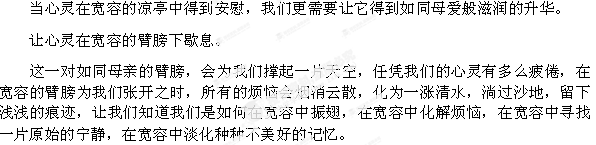 当心灵在宽容的凉亭中得到安慰，我们更需要让它得到如同母爱般滋润的升华。
让心灵在宽容的臂膀下歇息。
这一对如同母亲的臂膀，会为我们撑起一片天空，任凭我们的心灵有多么疲倦，在
宽容的臂膀为我们张开之时，所有的烦恼会烟消云散，化为一涨清水，淌过沙地，留下
浅浅的痕迹，让我们知道我们是如何在宽容中振翅，在宽容中化解烦恼，在宽容中寻找
一片原始的宁静，在宽容中淡化种种不美好的记忆。